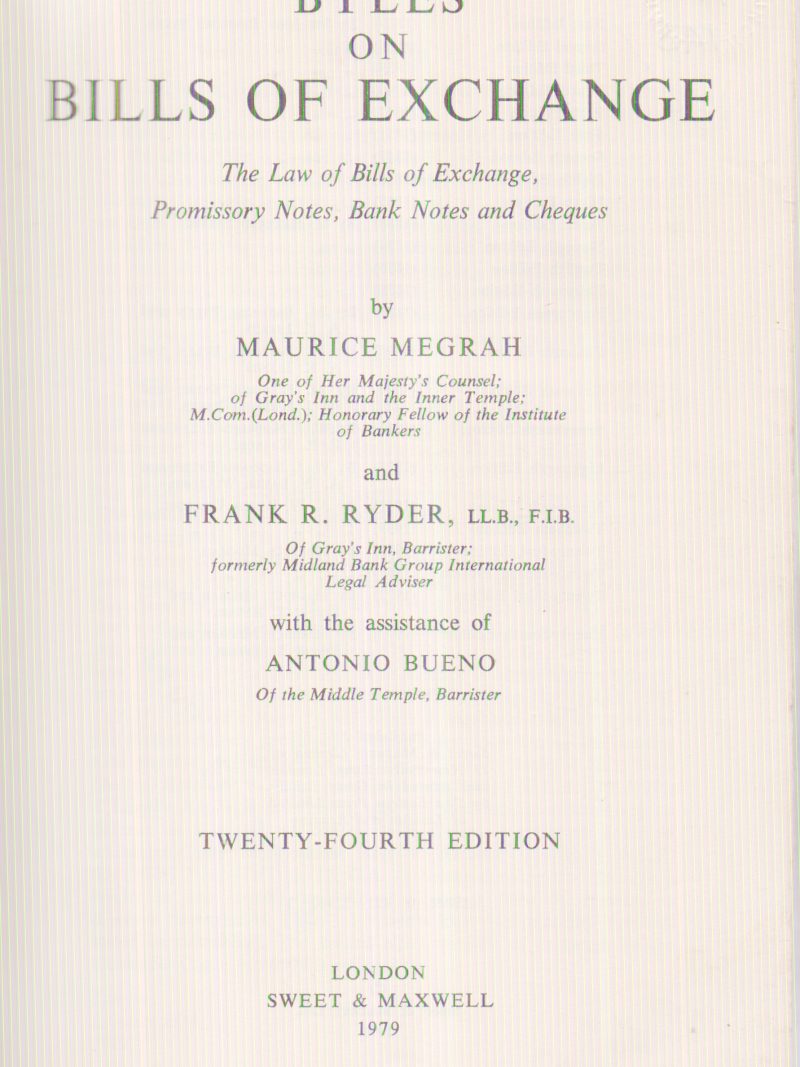 BYLES
ON
BILLS OF EXCHANGE
The Law of Bills of Exchange,
Promissory Notes, Bank Notes and Cheques
by
MAURICE MEGRAH
One of Her Majesty's Counsel;
of Gray's Inn and the Inner Temple;
M.Com.(Lond.); Honorary Fellow of the Institute
of Bankers
and
FRANK R. RYDER, LL.B., F.I.B.
Of Gray's Inn, Barrister;
formerly Midland Bank Group International
Legal Adviser
with the assistance of
ANTONIO BUENO
Of the Middle Temple, Barrister
TWENTY-FOURTH EDITION
LONDON
SWEET & MAXWELL
1979